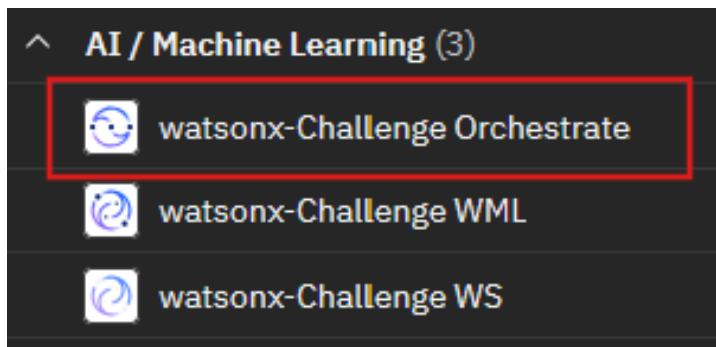 AI / Machine Learning (3)
watsonx-Challenge Orchestrate
watsonx-Challenge WML
watsonx-Challenge WS